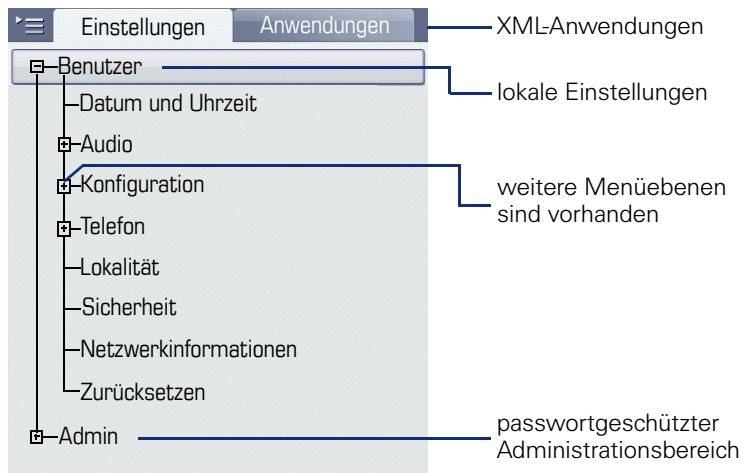 Einstellungen Anwendungen XML-Anwendungen
Benutzer
lokale Einstellungen
Datum und Uhrzeit
Audio
Konfiguration
weitere Menüebenen
sind vorhanden
Telefon
Lokalität
Sicherheit
Netzwerkinformationen
Zurücksetzen
Admin
passwortgeschützter
Administrationsbereich